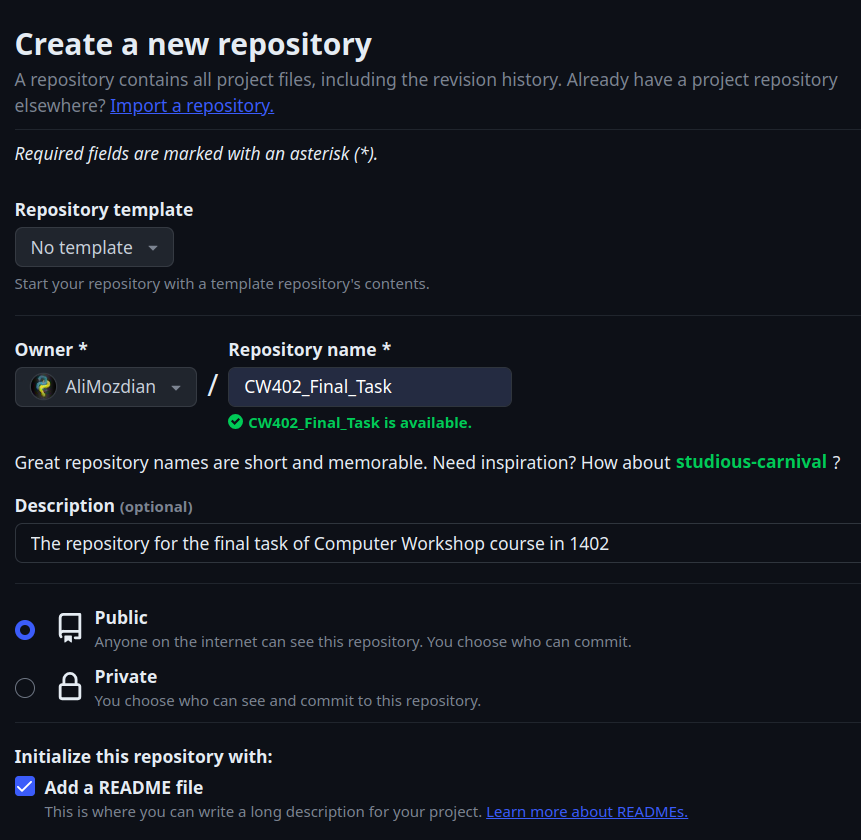 Create a new repository
A repository contains all project files, including the revision history. Already have a project repository
elsewhere? Import a repository.
Required fields are marked with an asterisk (*).
Repository template
No template
Start your repository with a template repository's contents.
Owner *
Repository name *
AliMozdian
/
CW402_Final_Task
CW402_Final_Task is available.
Great repository names are short and memorable. Need inspiration? How about studious-carnival ?
Description (optional)
The repository for the final task of Computer Workshop course in 1402
Public
Anyone on the internet can see this repository. You choose who can commit.
Private
You choose who can see and commit to this repository.
Initialize this repository with:
Add a README file
This is where you can write a long description for your project. Learn more about READMEs.